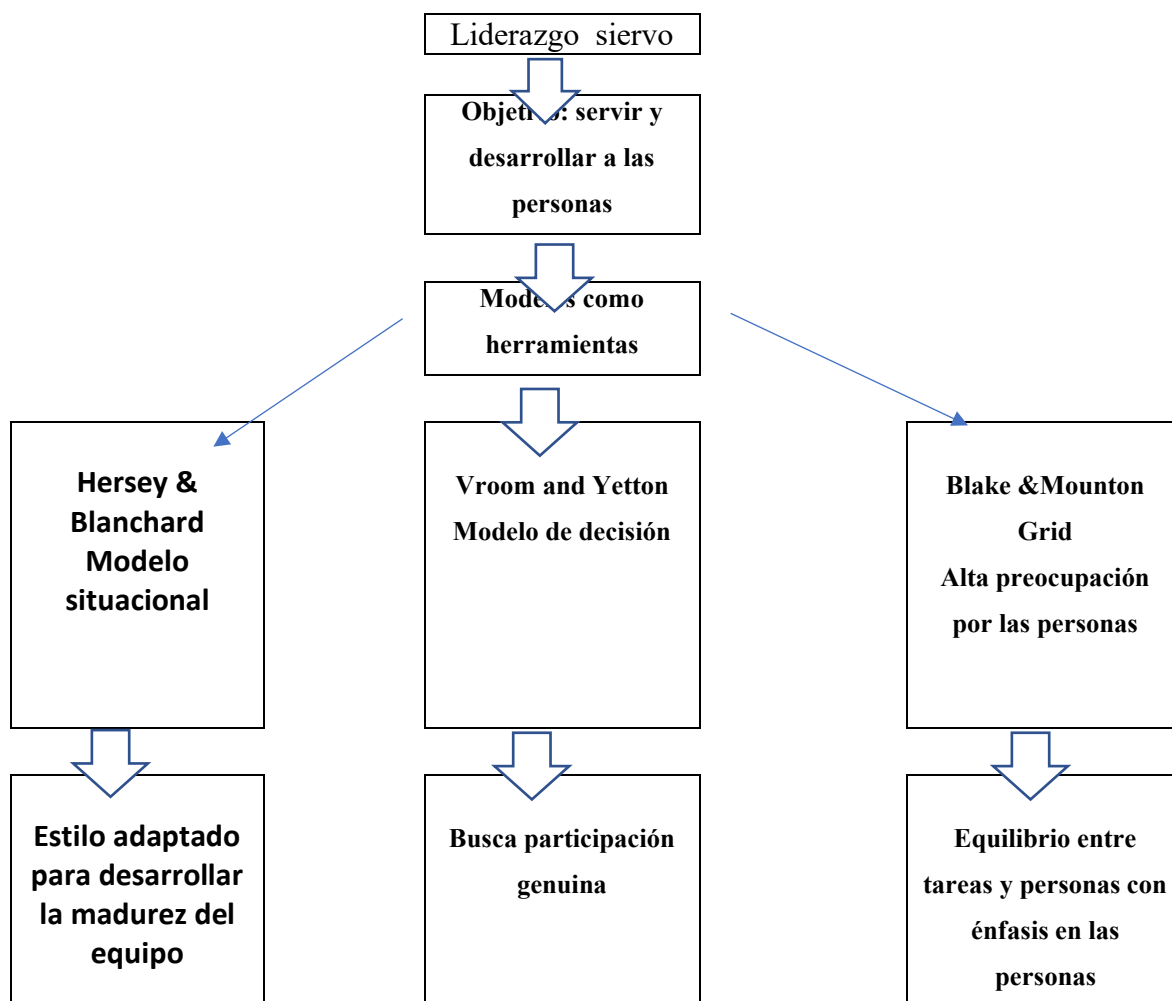 Liderazgo siervo
Objetivo: servir y
desarrollar a las
personas
Modelos como
herramientas
Hersey &
Blanchard
Modelo
situacional
Vroom and Yetton
Modelo de decisión
Blake &Mounton
Grid
Alta preocupación
por las personas
Estilo adaptado
para desarrollar
la madurez del
equipo
Busca participación
genuina
Equilibrio entre
tareas y personas con
énfasis en las
personas